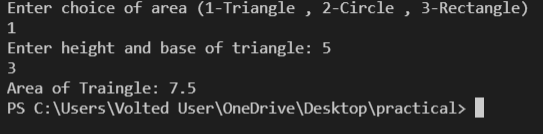 Enter choice of area (1-Triangle , 2-Circle , 3-Rectangle)
1
Enter height and base of triangle: 5
3
Area of Traingle: 7.5
PS C:\Users\Volted User\OneDrive\Desktop\practical>